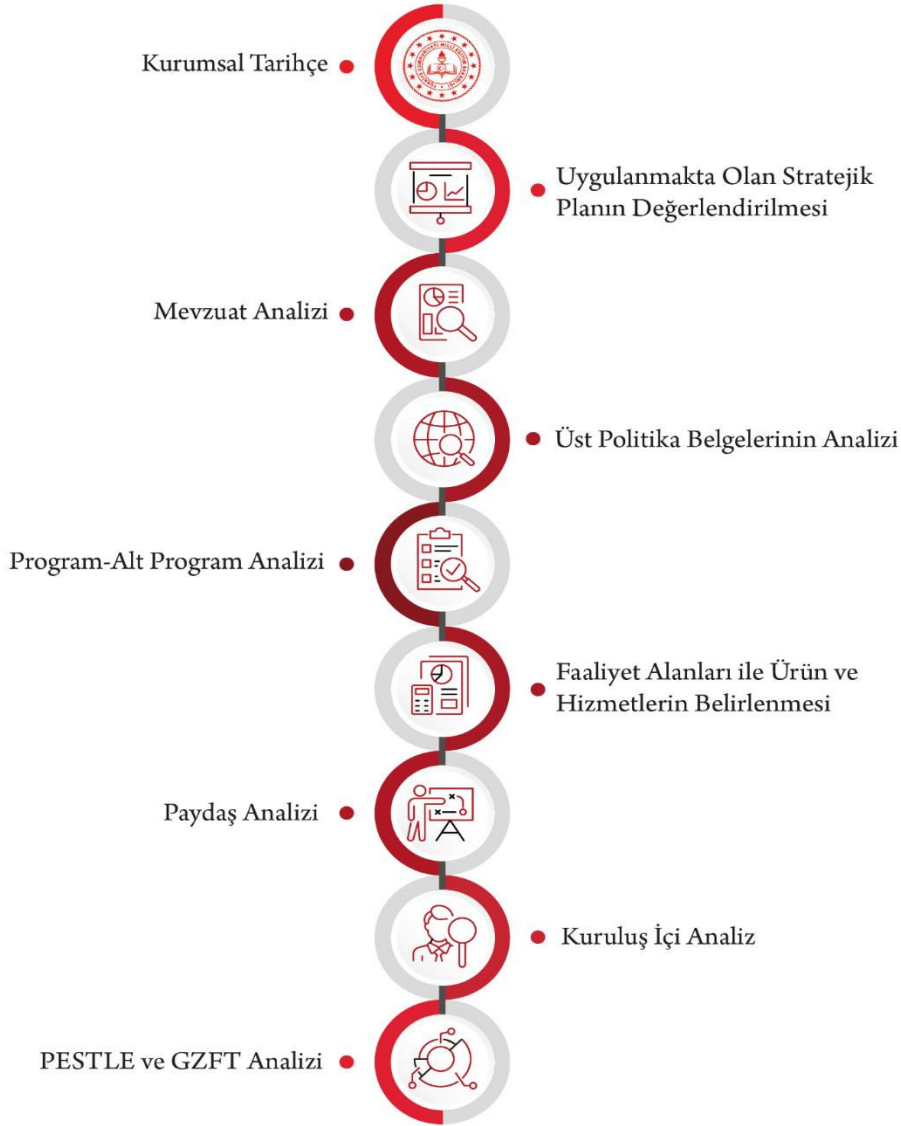 Kurumsal Tarihçe
Uygulanmakta Olan Stratejik
Planın Değerlendirilmesi
Mevzuat Analizi
Üst Politika Belgelerinin Analizi
Program-Alt Program Analizi
Faaliyet Alanları ile Ürün ve
Hizmetlerin Belirlenmesi
Paydaş Analizi
Kuruluş İçi Analiz
PESTLE ve GZFT Analizi